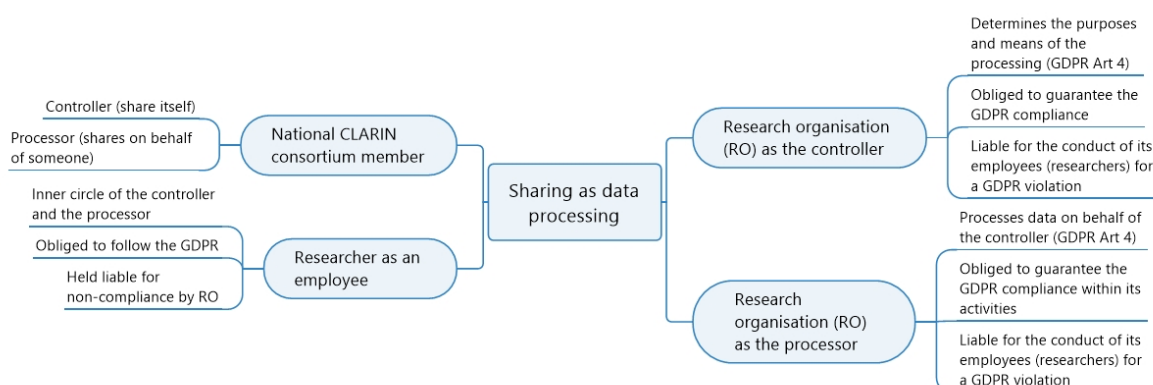 Sharing as data
processing
National CLARIN
consortium member
Controller (share itself)
Processor (shares on behalf
of someone)
Researcher as an
employee
Inner circle of the controller
and the processor
Obliged to follow the GDPR
Held liable for
non-compliance by RO
Research organisation
(RO) as the controller
Determines the purposes
and means of the
processing (GDPR Art 4)
Obliged to guarantee the
GDPR compliance
Liable for the conduct of its
employees (researchers) for
a GDPR violation
Research
organisation (RO)
as the processor
Processes data on behalf of
the controller (GDPR Art 4)
Obliged to guarantee the
GDPR compliance within its
activities
Liable for the conduct of its
employees (researchers) for
a GDPR violation